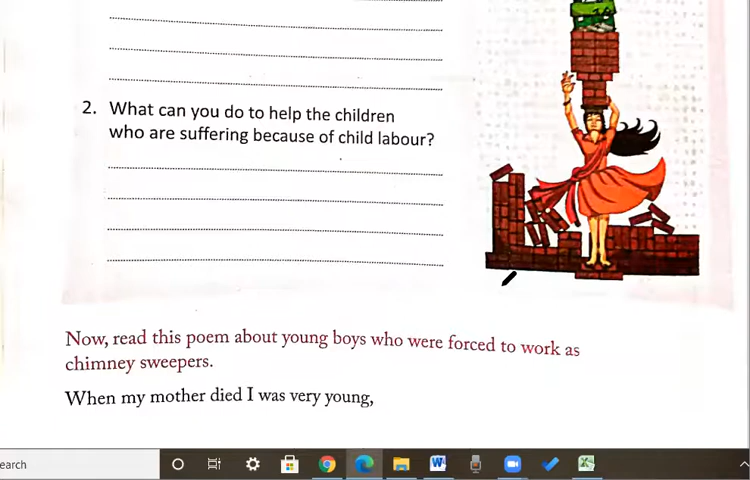 2. What can you do to help the children
who are suffering because of child labour?
Now, read this poem about young boys who were forced to work as
chimney sweepers.
When my mother died I was very young,
earch